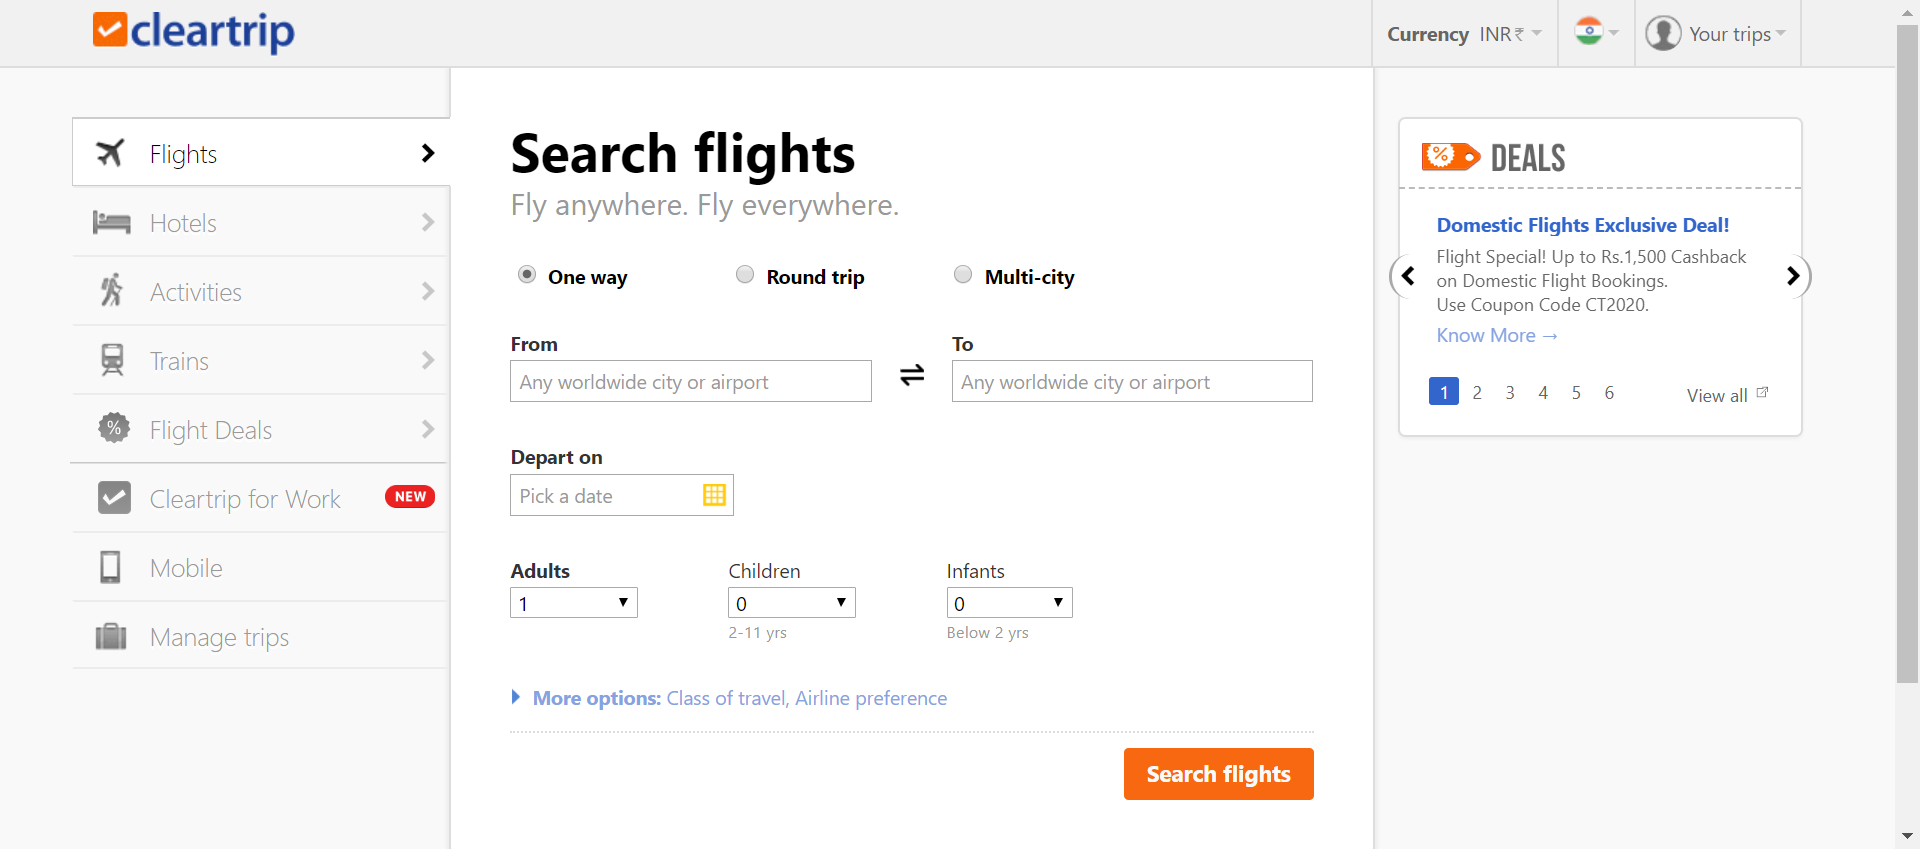 cleartrip
Currency INR₹
Your trips
Flights
Hotels
Activities
Trains
% Flight Deals
Cleartrip for Work NEW
Mobile
Manage trips
Search flights
Fly anywhere. Fly everywhere.
One way Round trip Multi-city
From To
Any worldwide city or airport Any worldwide city or airport
Depart on
Pick a date
Adults Children Infants
1 0 0
2-11 yrs Below 2 yrs
More options: Class of travel, Airline preference
Search flights
% DEALS
Domestic Flights Exclusive Deal!
Flight Special! Up to Rs.1,500 Cashback
on Domestic Flight Bookings.
Use Coupon Code CT2020.
Know More →
1 2 3 4 5 6 View all